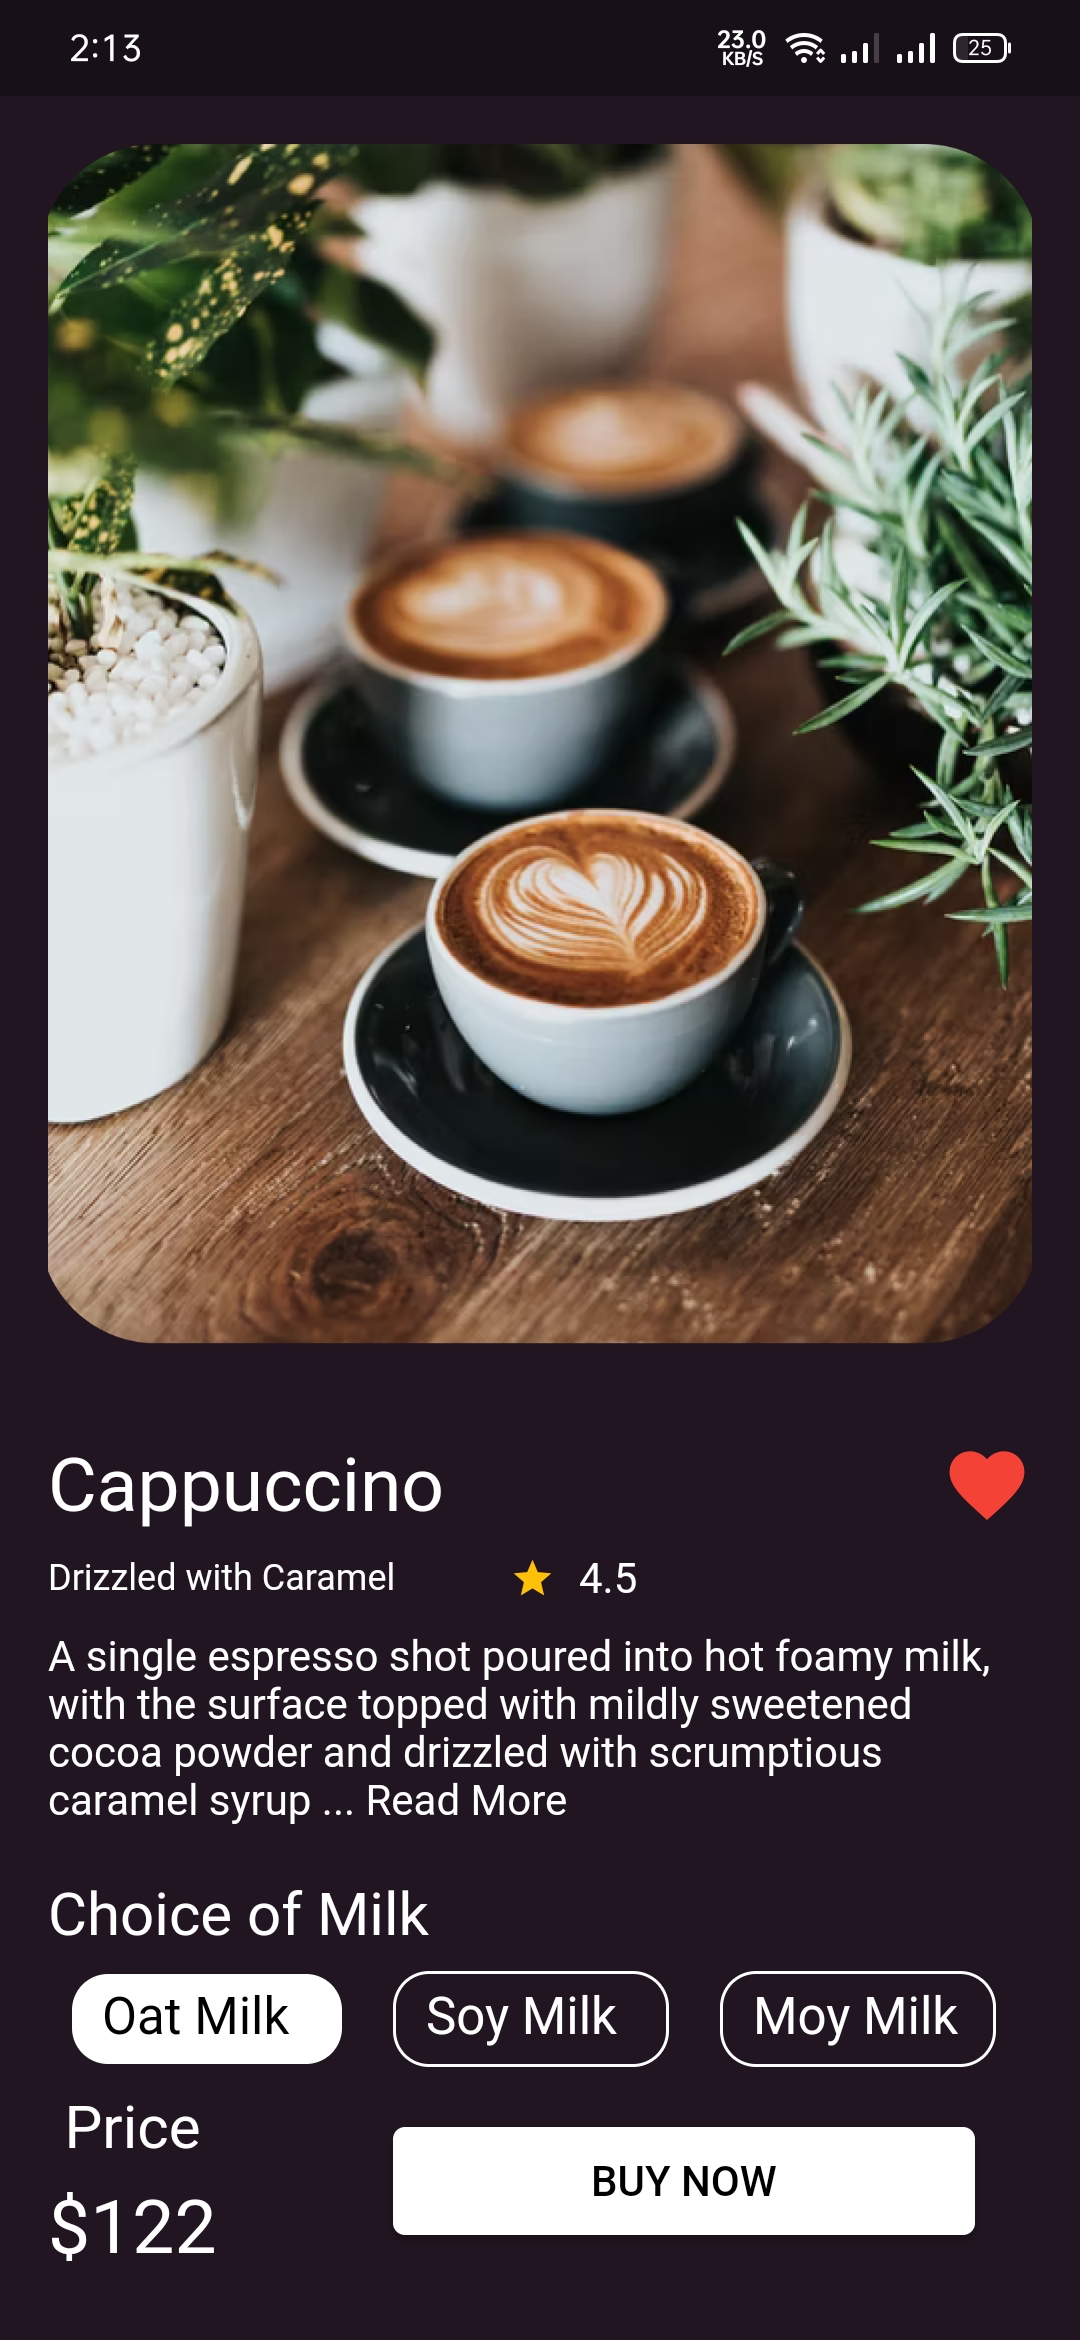 2:13
23.0
KB/S
25
Cappuccino
Drizzled with Caramel
4.5
A single espresso shot poured into hot foamy milk,
with the surface topped with mildly sweetened
cocoa powder and drizzled with scrumptious
caramel syrup ... Read More
Choice of Milk
Oat Milk
Soy Milk
Moy Milk
Price
$122
BUY NOW